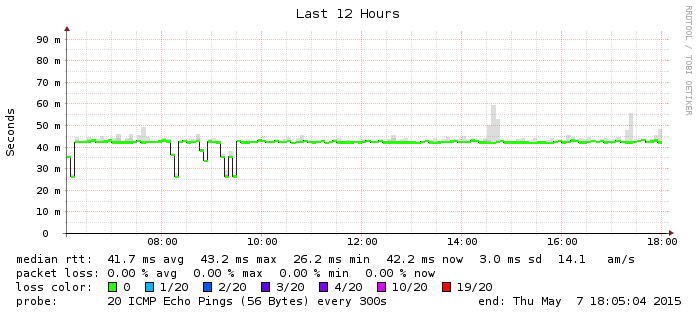 Last 12 Hours
RRDTOOL / TOBI OETIKER
Seconds
90 m
80 m
70 m
60 m
50 m
40 m
30 m
20 m
10 m
0
08:00 10:00 12:00 14:00 16:00 18:00
median rtt: 41.7 ms avg 43.2 ms max 26.2 ms min 42.2 ms now 3.0 ms sd 14.1 am/s
packet loss: 0.00 % avg 0.00 % max 0.00 % min 0.00 % now
loss color: 0 1/20 2/20 3/20 4/20 10/20 19/20
probe: 20 ICMP Echo Pings (56 Bytes) every 300s end: Thu May 7 18:05:04 2015